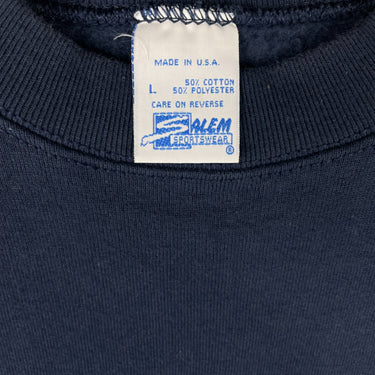 MADE IN U.S.A.
50% COTTON
L 50% POLYESTER
CARE ON REVERSE
SALEM
SPORTSWEAR
®